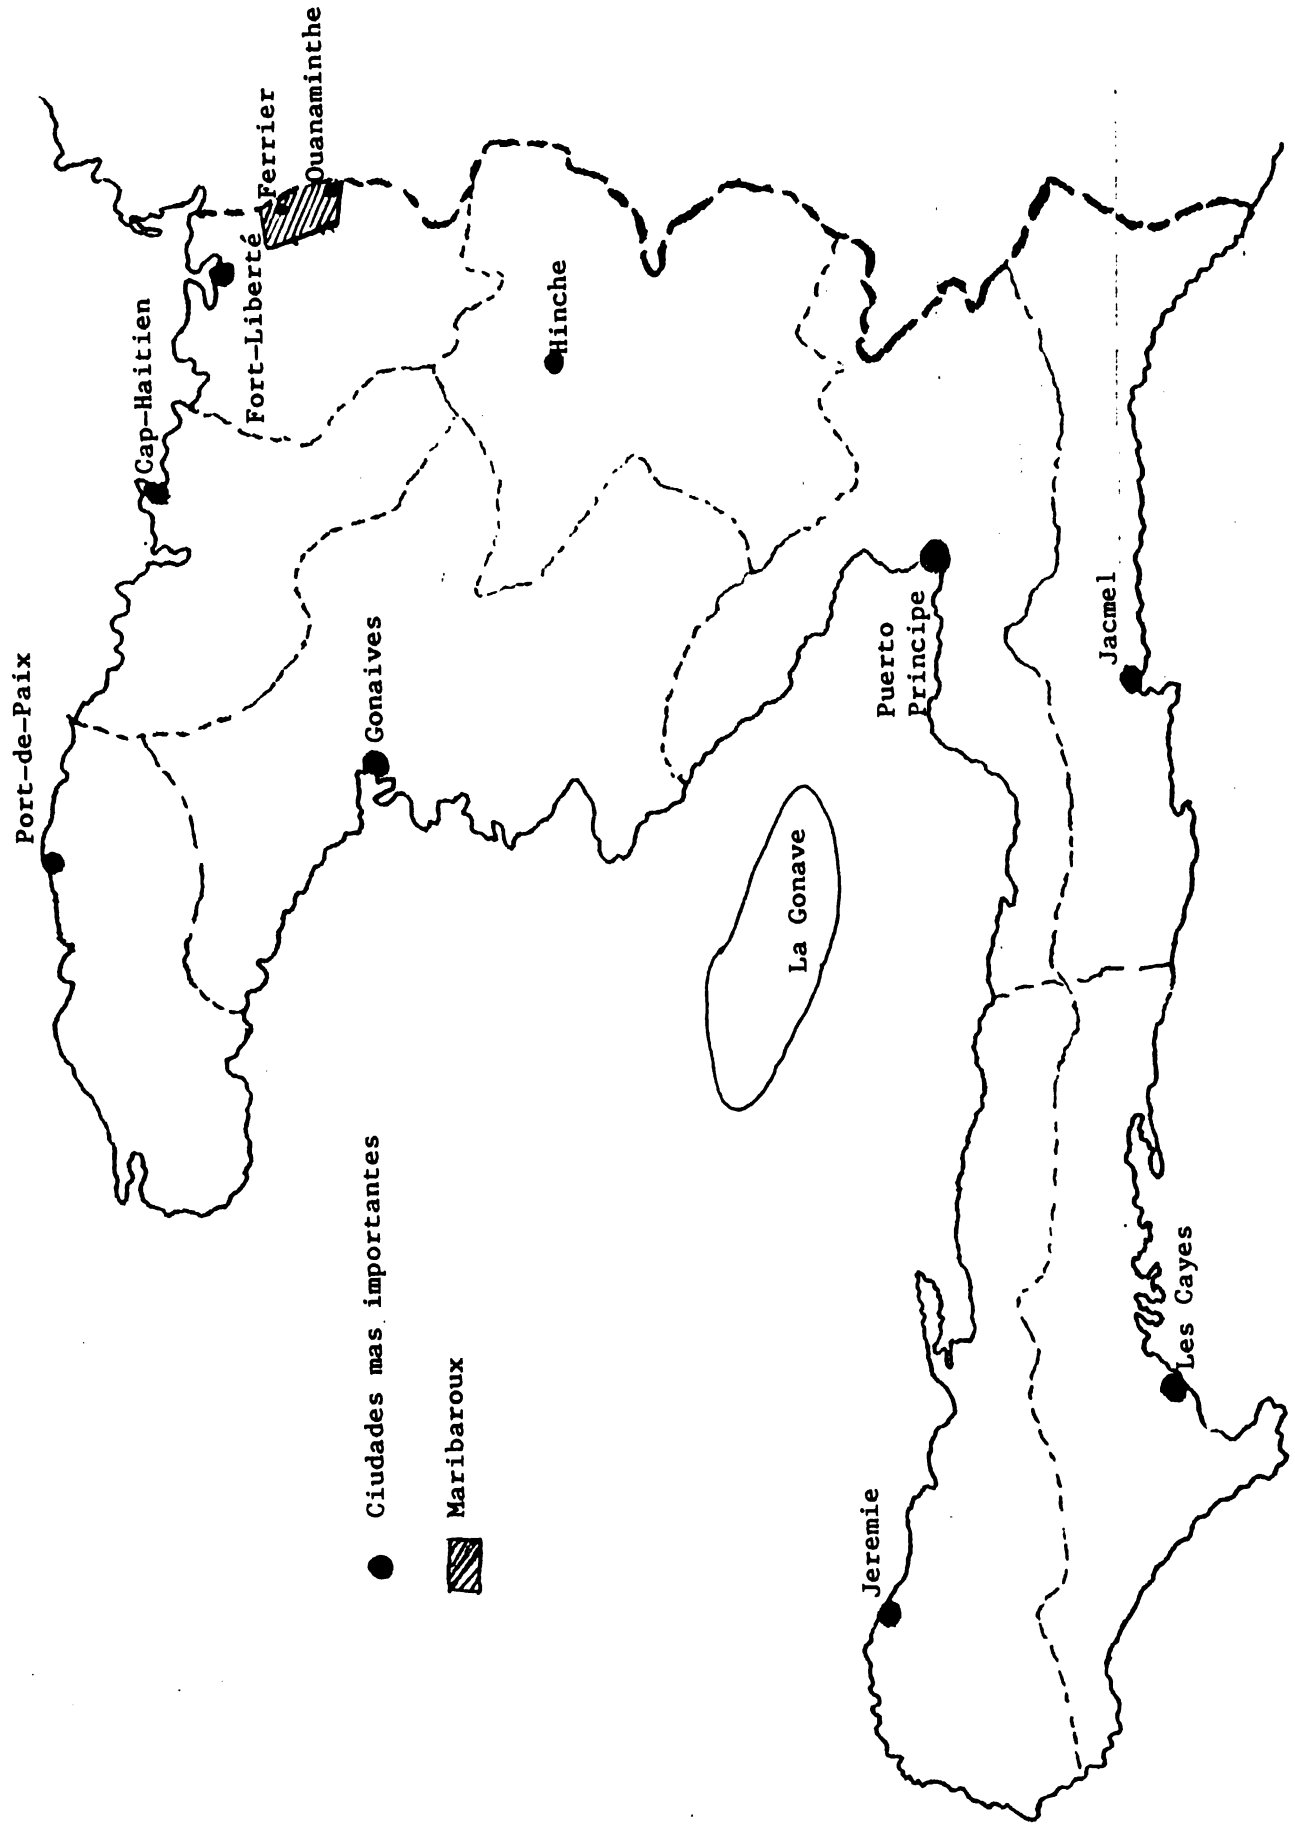 Port-de-Paix
Cap-Haitien
Fort-Liberté
Ferrier
Ouanaminthe
Gonaives
Hinche
La Gonave
Puerto
Principe
Jacmel
Jeremie
Les Cayes
Ciudades mas importantes
Maribaroux